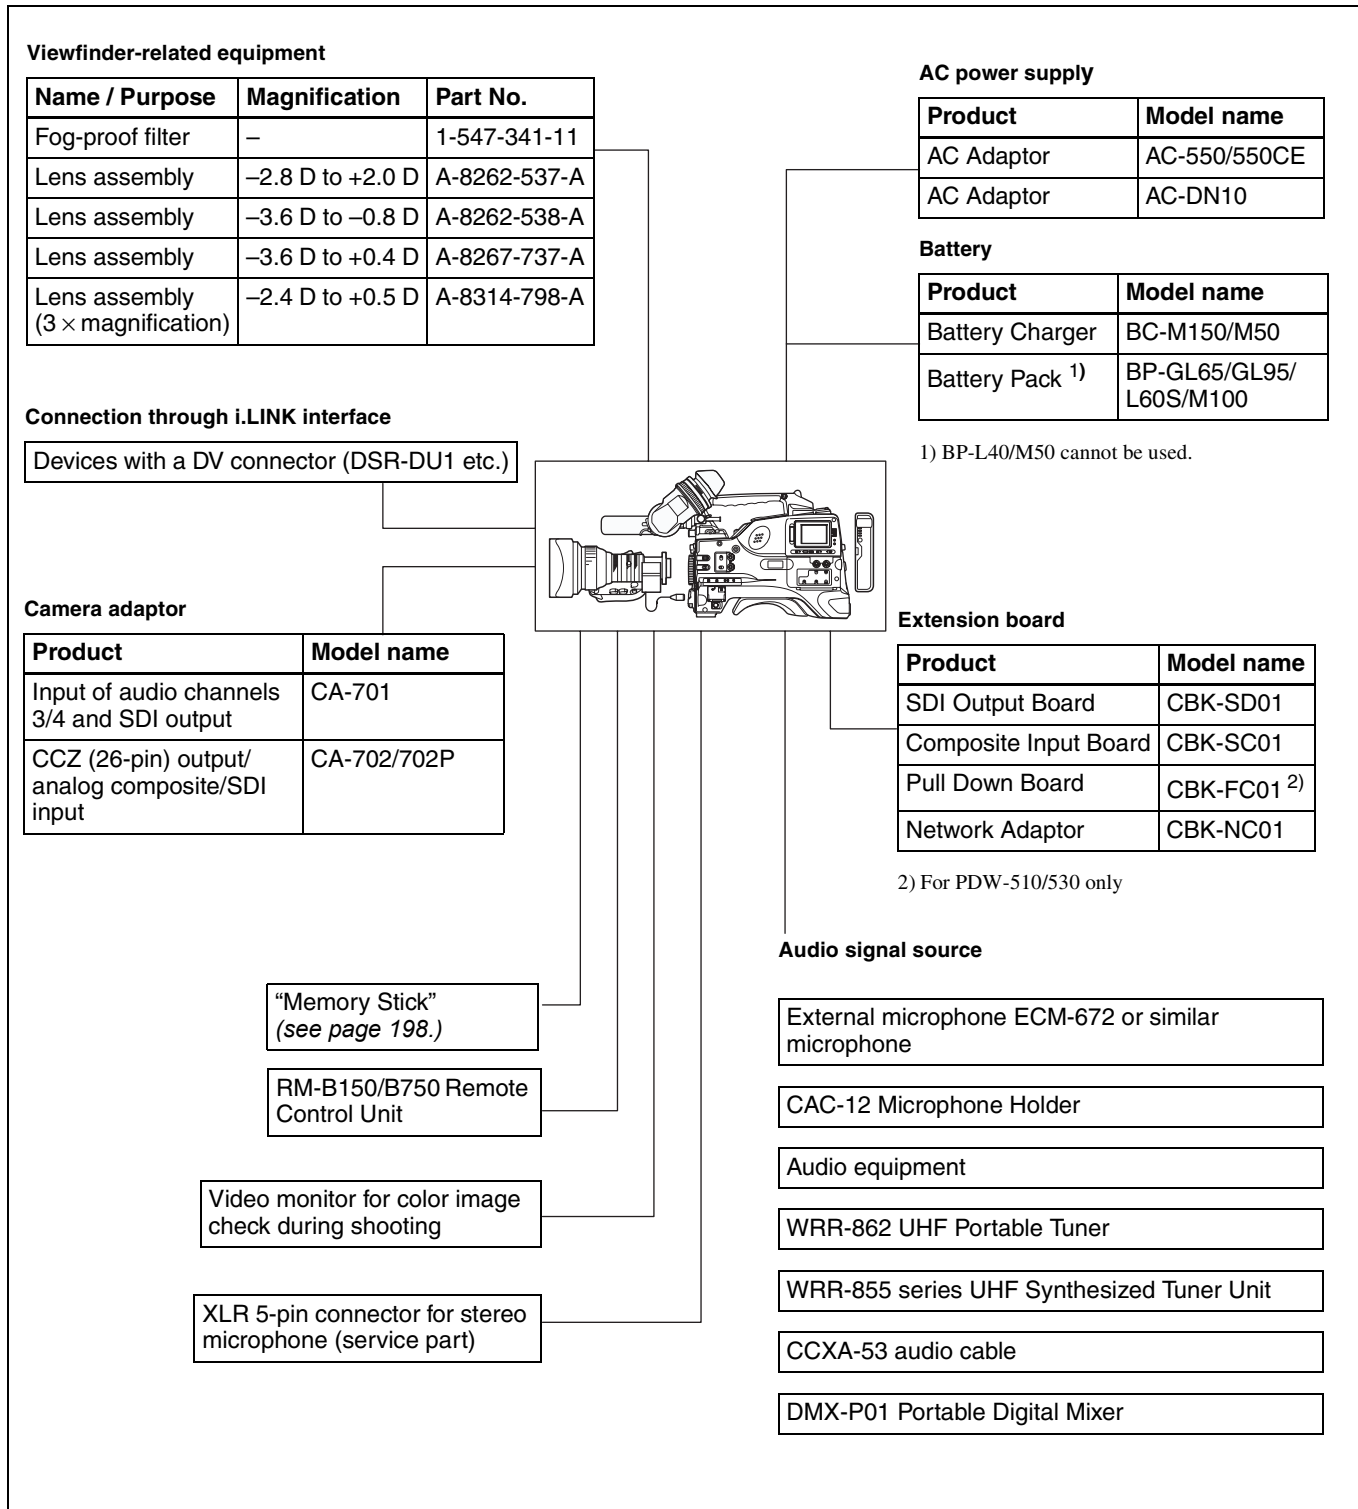 Viewfinder-related equipment
Name / Purpose Magnification Part No.
Fog-proof filter – 1-547-341-11
Lens assembly –2.8 D to +2.0 D A-8262-537-A
Lens assembly –3.6 D to –0.8 D A-8262-538-A
Lens assembly –3.6 D to +0.4 D A-8267-737-A
Lens assembly –2.4 D to +0.5 D A-8314-798-A
(3 × magnification)
AC power supply
Product Model name
AC Adaptor AC-550/550CE
AC Adaptor AC-DN10
Battery
Product Model name
Battery Charger BC-M150/M50
Battery Pack 1) BP-GL65/GL95/
L60S/M100
1) BP-L40/M50 cannot be used.
Connection through i.LINK interface
Devices with a DV connector (DSR-DU1 etc.)
Camera adaptor
Product Model name
Input of audio channels CA-701
3/4 and SDI output
CCZ (26-pin) output/ CA-702/702P
analog composite/SDI
input
Extension board
Product Model name
SDI Output Board CBK-SD01
Composite Input Board CBK-SC01
Pull Down Board CBK-FC01 2)
Network Adaptor CBK-NC01
2) For PDW-510/530 only
“Memory Stick”
(see page 198.)
RM-B150/B750 Remote
Control Unit
Video monitor for color image
check during shooting
XLR 5-pin connector for stereo
microphone (service part)
Audio signal source
External microphone ECM-672 or similar
microphone
CAC-12 Microphone Holder
Audio equipment
WRR-862 UHF Portable Tuner
WRR-855 series UHF Synthesized Tuner Unit
CCXA-53 audio cable
DMX-P01 Portable Digital Mixer